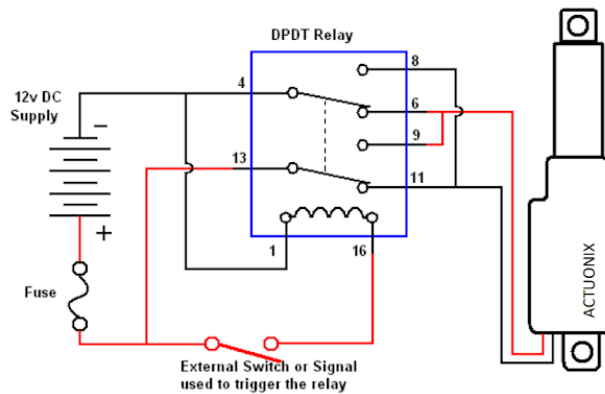 DPDT Relay
12v DC
Supply
−
+
4
8
6
9
13
11
1
16
Fuse
External Switch or Signal
used to trigger the relay
ACTUONIX